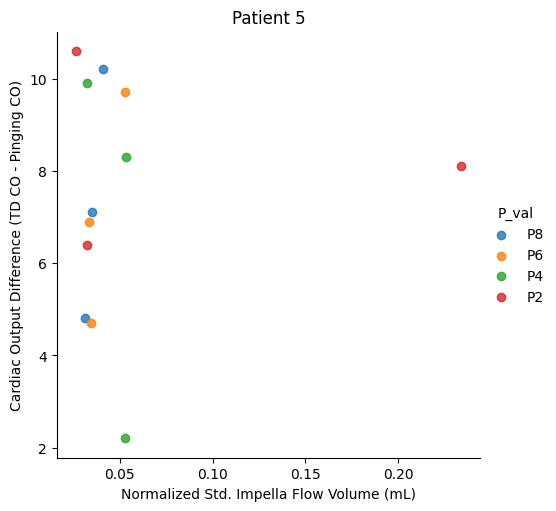 Patient 5
Cardiac Output Difference (TD CO - Pinging CO)
10
8
6
4
2
0.05
0.10
0.15
0.20
Normalized Std. Impella Flow Volume (mL)
P_val
P8
P6
P4
P2